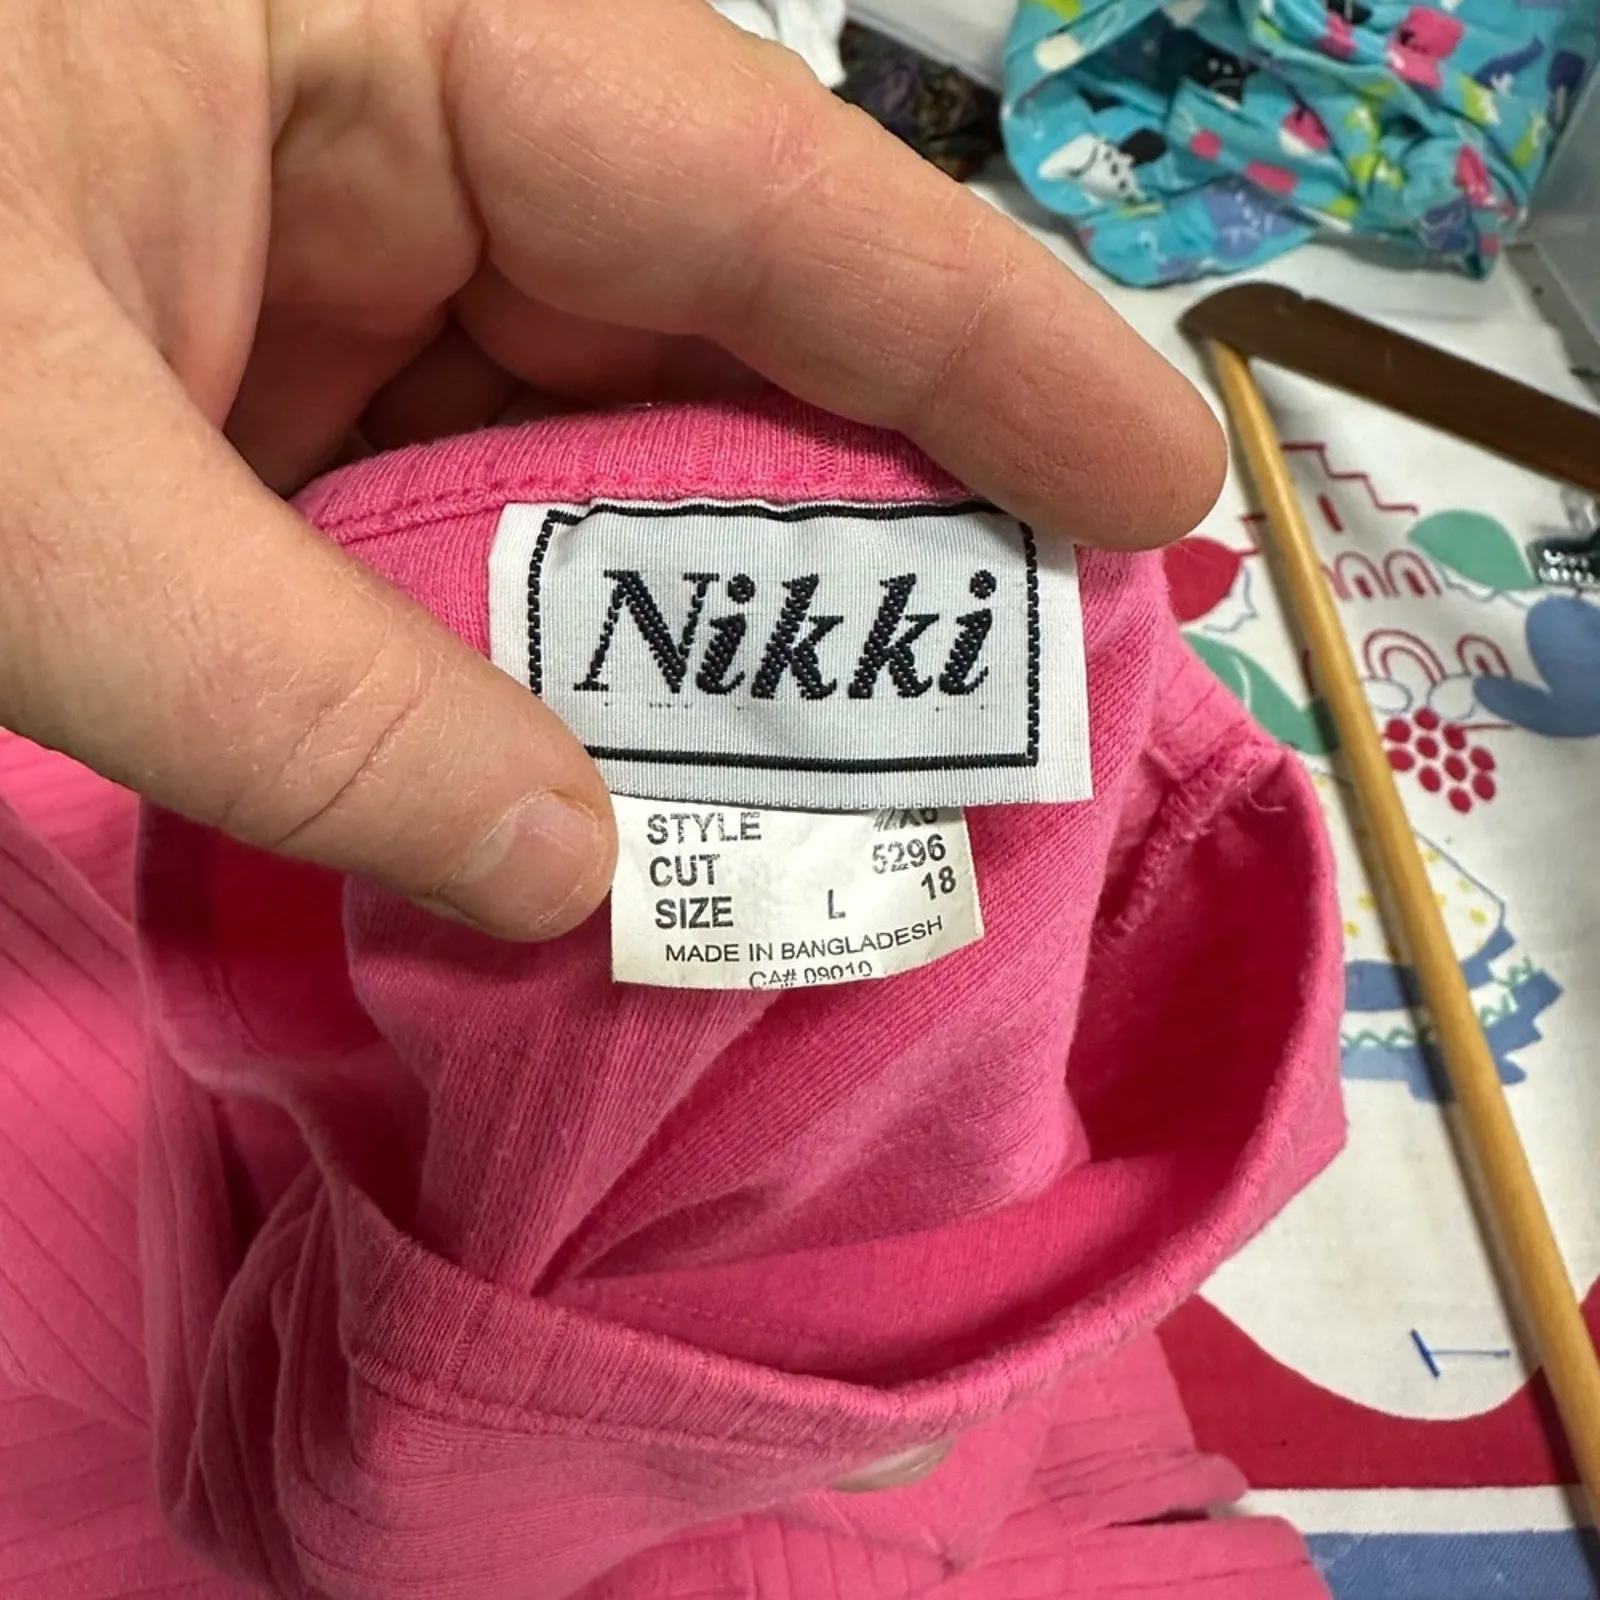 Nikki
STYLE
CUT 5296
SIZE L 18
MADE IN BANGLADESH
CA# 09010